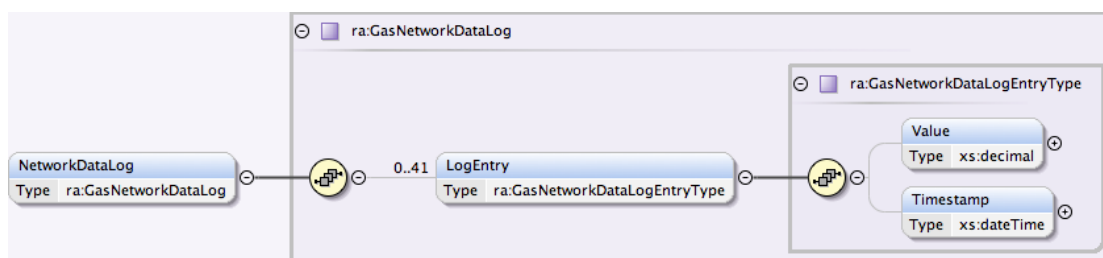 ra:GasNetworkDataLog
ra:GasNetworkDataLogEntryType
NetworkDataLog
Type ra:GasNetworkDataLog
0..41
LogEntry
Type ra:GasNetworkDataLogEntryType
Value
Type xs:decimal
Timestamp
Type xs:dateTime